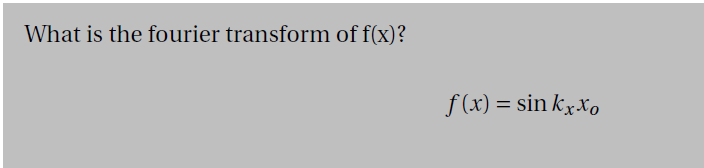 What is the fourier transform of f(x)?
f(x) = sin kₓxₒ